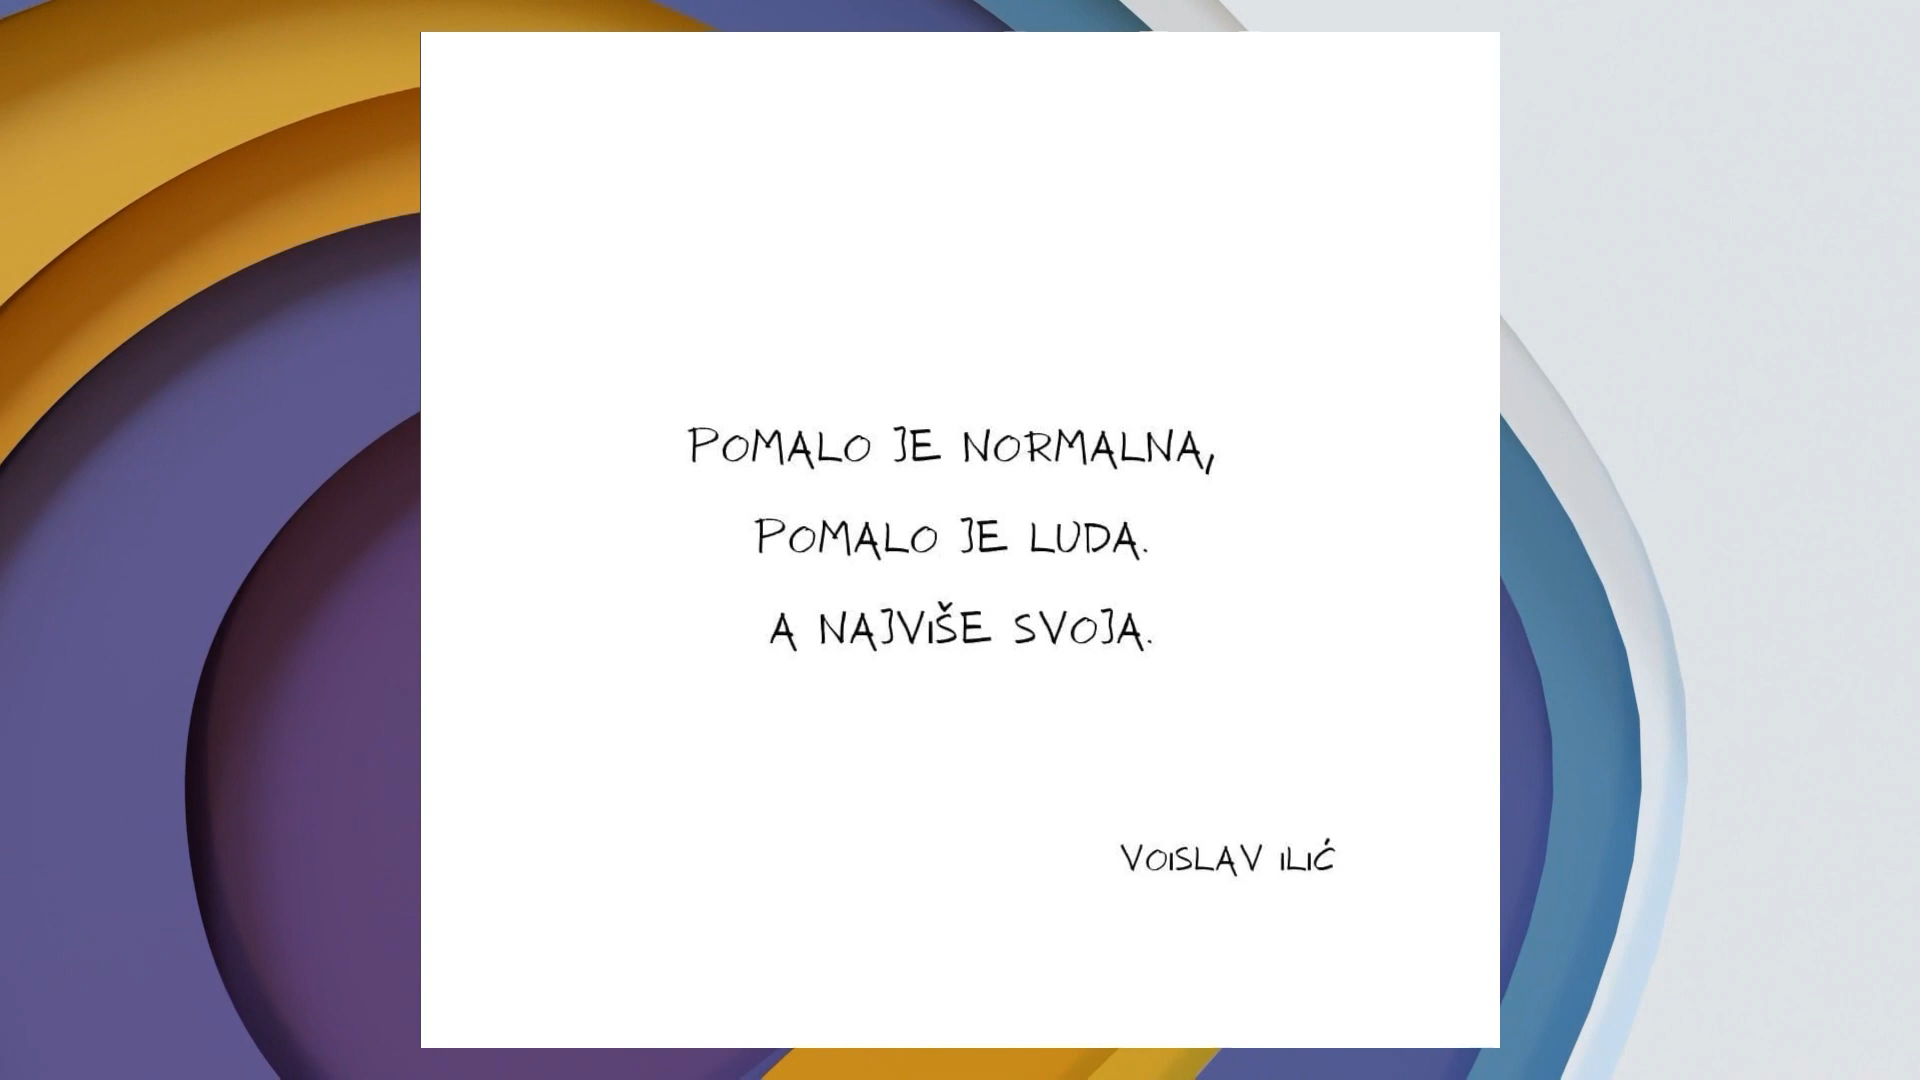 POMALO JE NORMALNA,
POMALO JE LUDA.
A NAJVIŠE SVOJA.
VOISLAV ILIĆ